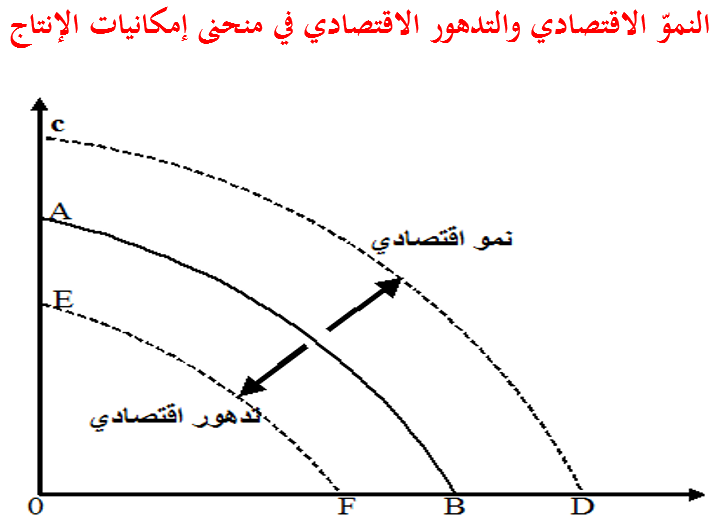 النموّ الاقتصادي والتدهور الاقتصادي في منحنى إمكانيات الإنتاج
c
A
نمو اقتصادي
E
تدهور اقتصادي
0 F B D